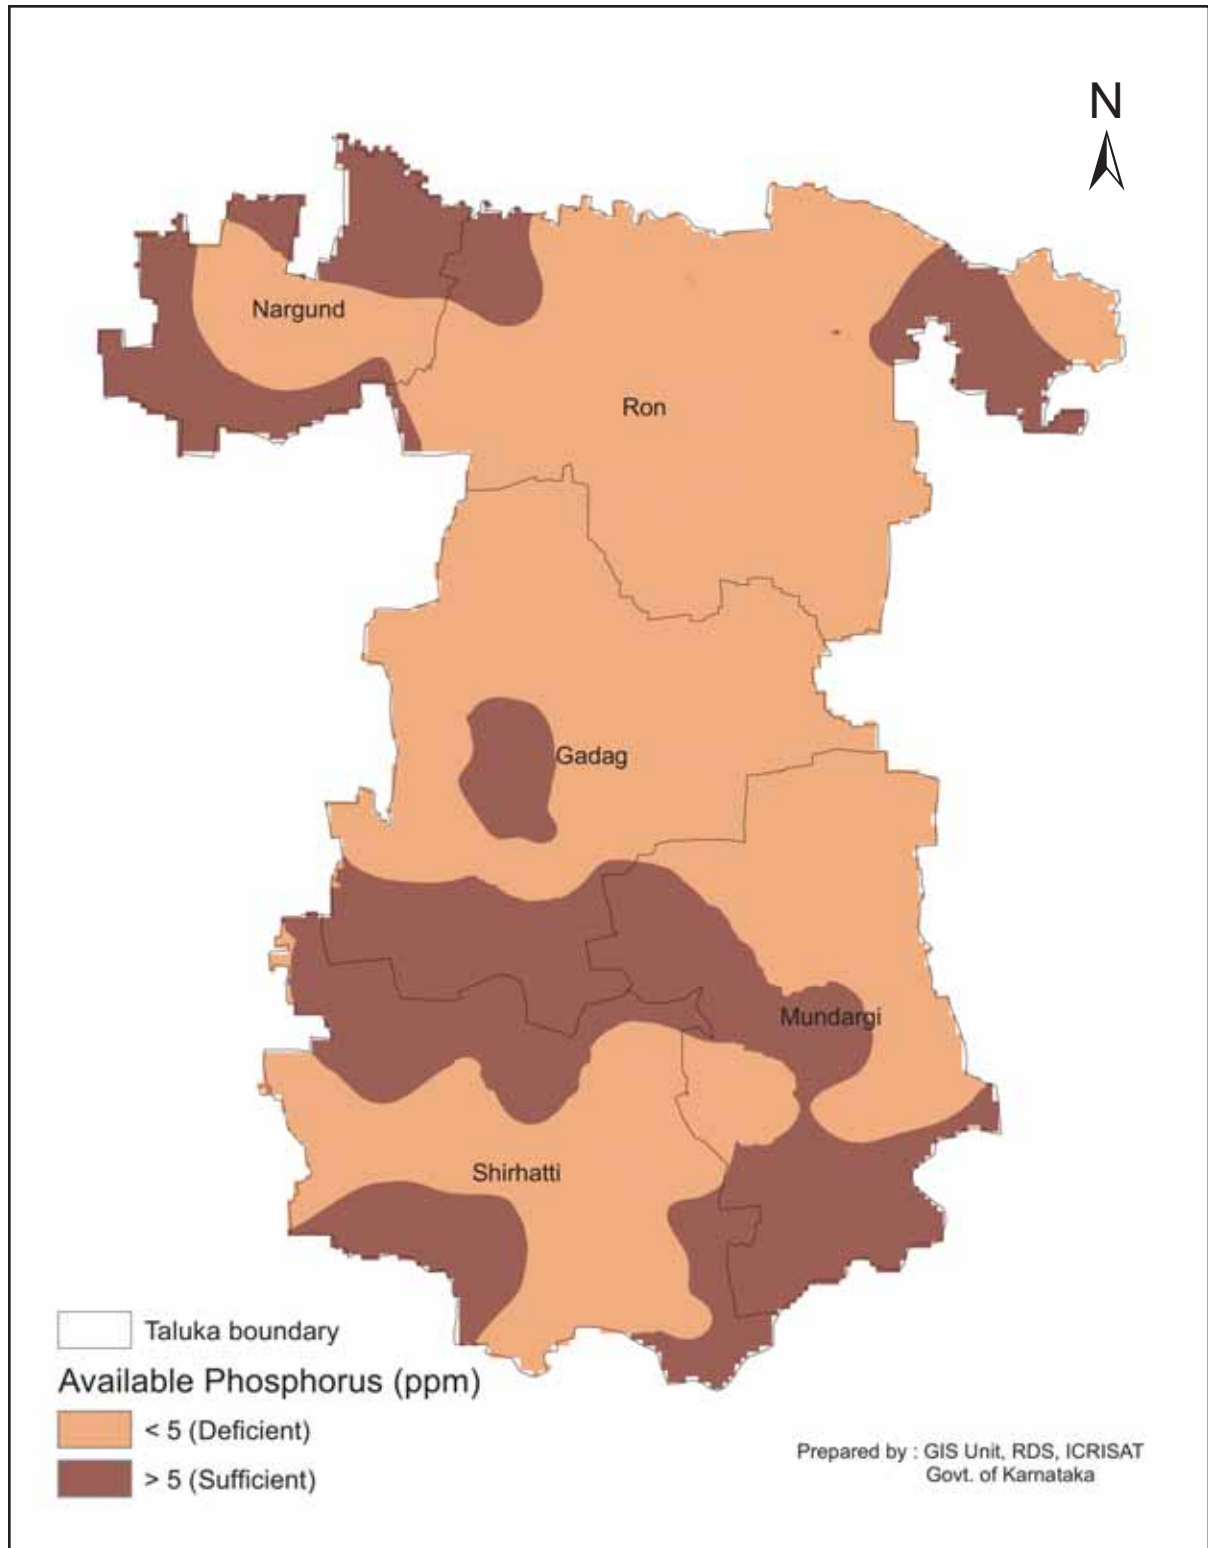 N
Nargund
Ron
Gadag
Mundargi
Shirhatti
Taluka boundary
Available Phosphorus (ppm)
< 5 (Deficient)
> 5 (Sufficient)
Prepared by : GIS Unit, RDS, ICRISAT
Govt. of Karnataka